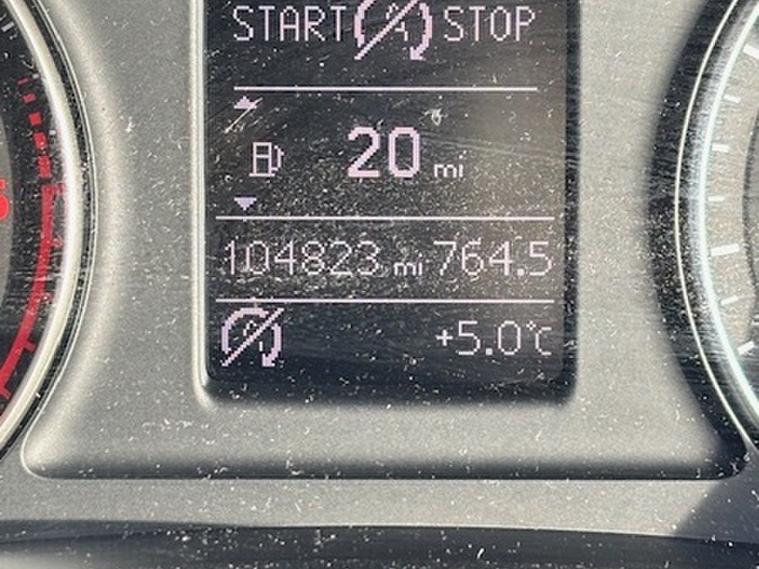 START A STOP
20 mi
104823 mi 764.5
A +5.0°C